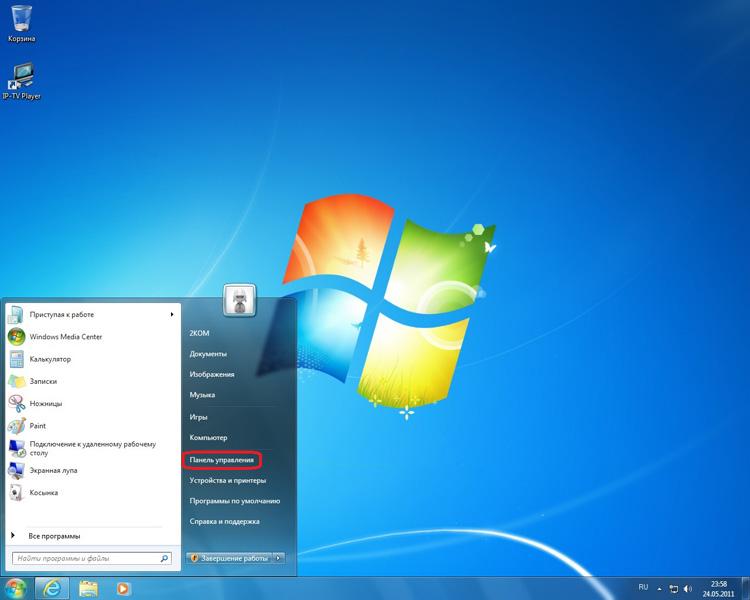 Корзина
IP-TV Player
Приступая к работе
Windows Media Center
Калькулятор
Записки
Ножницы
Paint
Подключение к удаленному рабочему
столу
Экранная лупа
Косынка
Все программы
Найти программы и файлы
2KOM
Документы
Изображения
Музыка
Игры
Компьютер
Панель управления
Устройства и принтеры
Программы по умолчанию
Справка и поддержка
Завершение работы
RU
23:58
24.05.2011